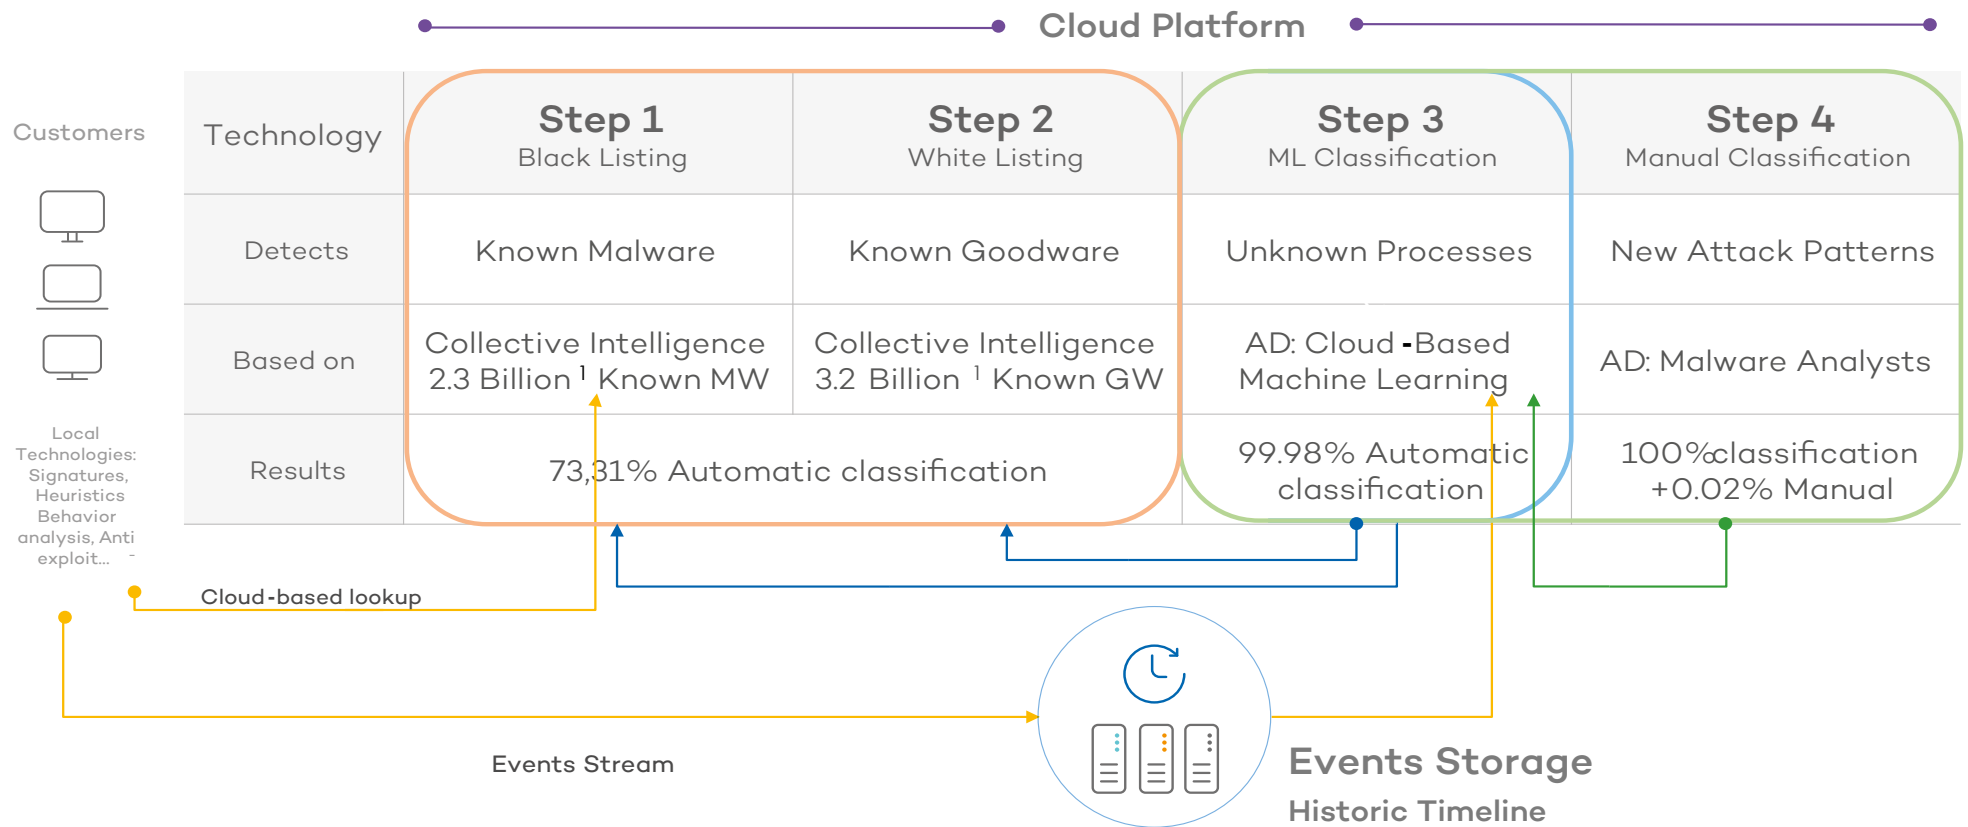 Cloud Platform
Customers
Technology
Step 1
Black Listing
Step 2
White Listing
Step 3
ML Classification
Step 4
Manual Classification
Detects
Known Malware
Known Goodware
Unknown Processes
New Attack Patterns
Based on
Collective Intelligence
2.3 Billion ¹ Known MW
Collective Intelligence
3.2 Billion ¹ Known GW
AD: Cloud-Based
Machine Learning
AD: Malware Analysts
Results
73,31% Automatic classification
99.98% Automatic
classification
100%classification
+0.02% Manual
Local
Technologies:
Signatures,
Heuristics
Behavior
analysis, Anti
exploit... -
Cloud-based lookup
Events Stream
Events Storage
Historic Timeline